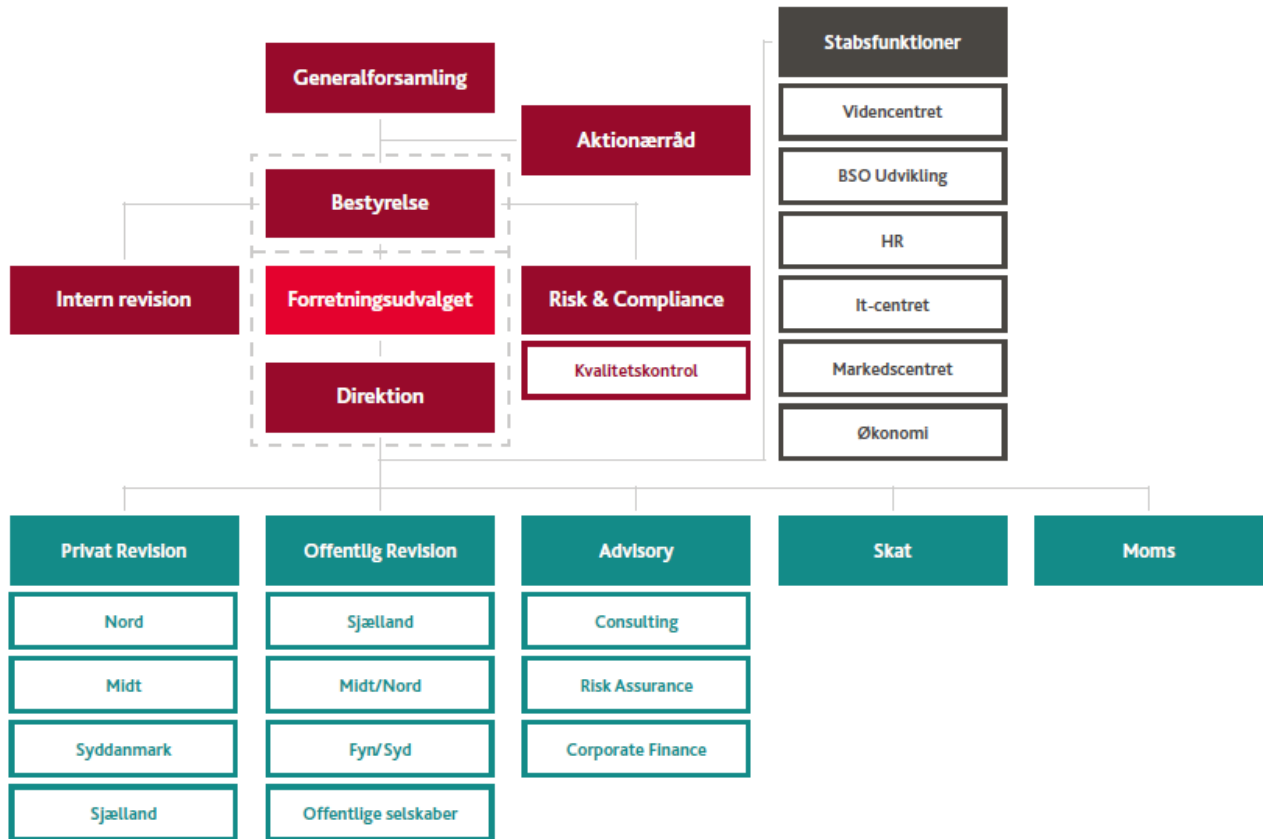 Generalforsamling
Aktionærråd
Bestyrelse
Intern revision
Forretningsudvalget
Risk & Compliance
Kvalitetskontrol
Direktion
Stabsfunktioner
Videncentret
BSO Udvikling
HR
It-centret
Markedscentret
Økonomi
Privat Revision
Nord
Midt
Syddanmark
Sjælland
Offentlig Revision
Sjælland
Midt/Nord
Fyn/Syd
Offentlige selskaber
Advisory
Consulting
Risk Assurance
Corporate Finance
Skat
Moms